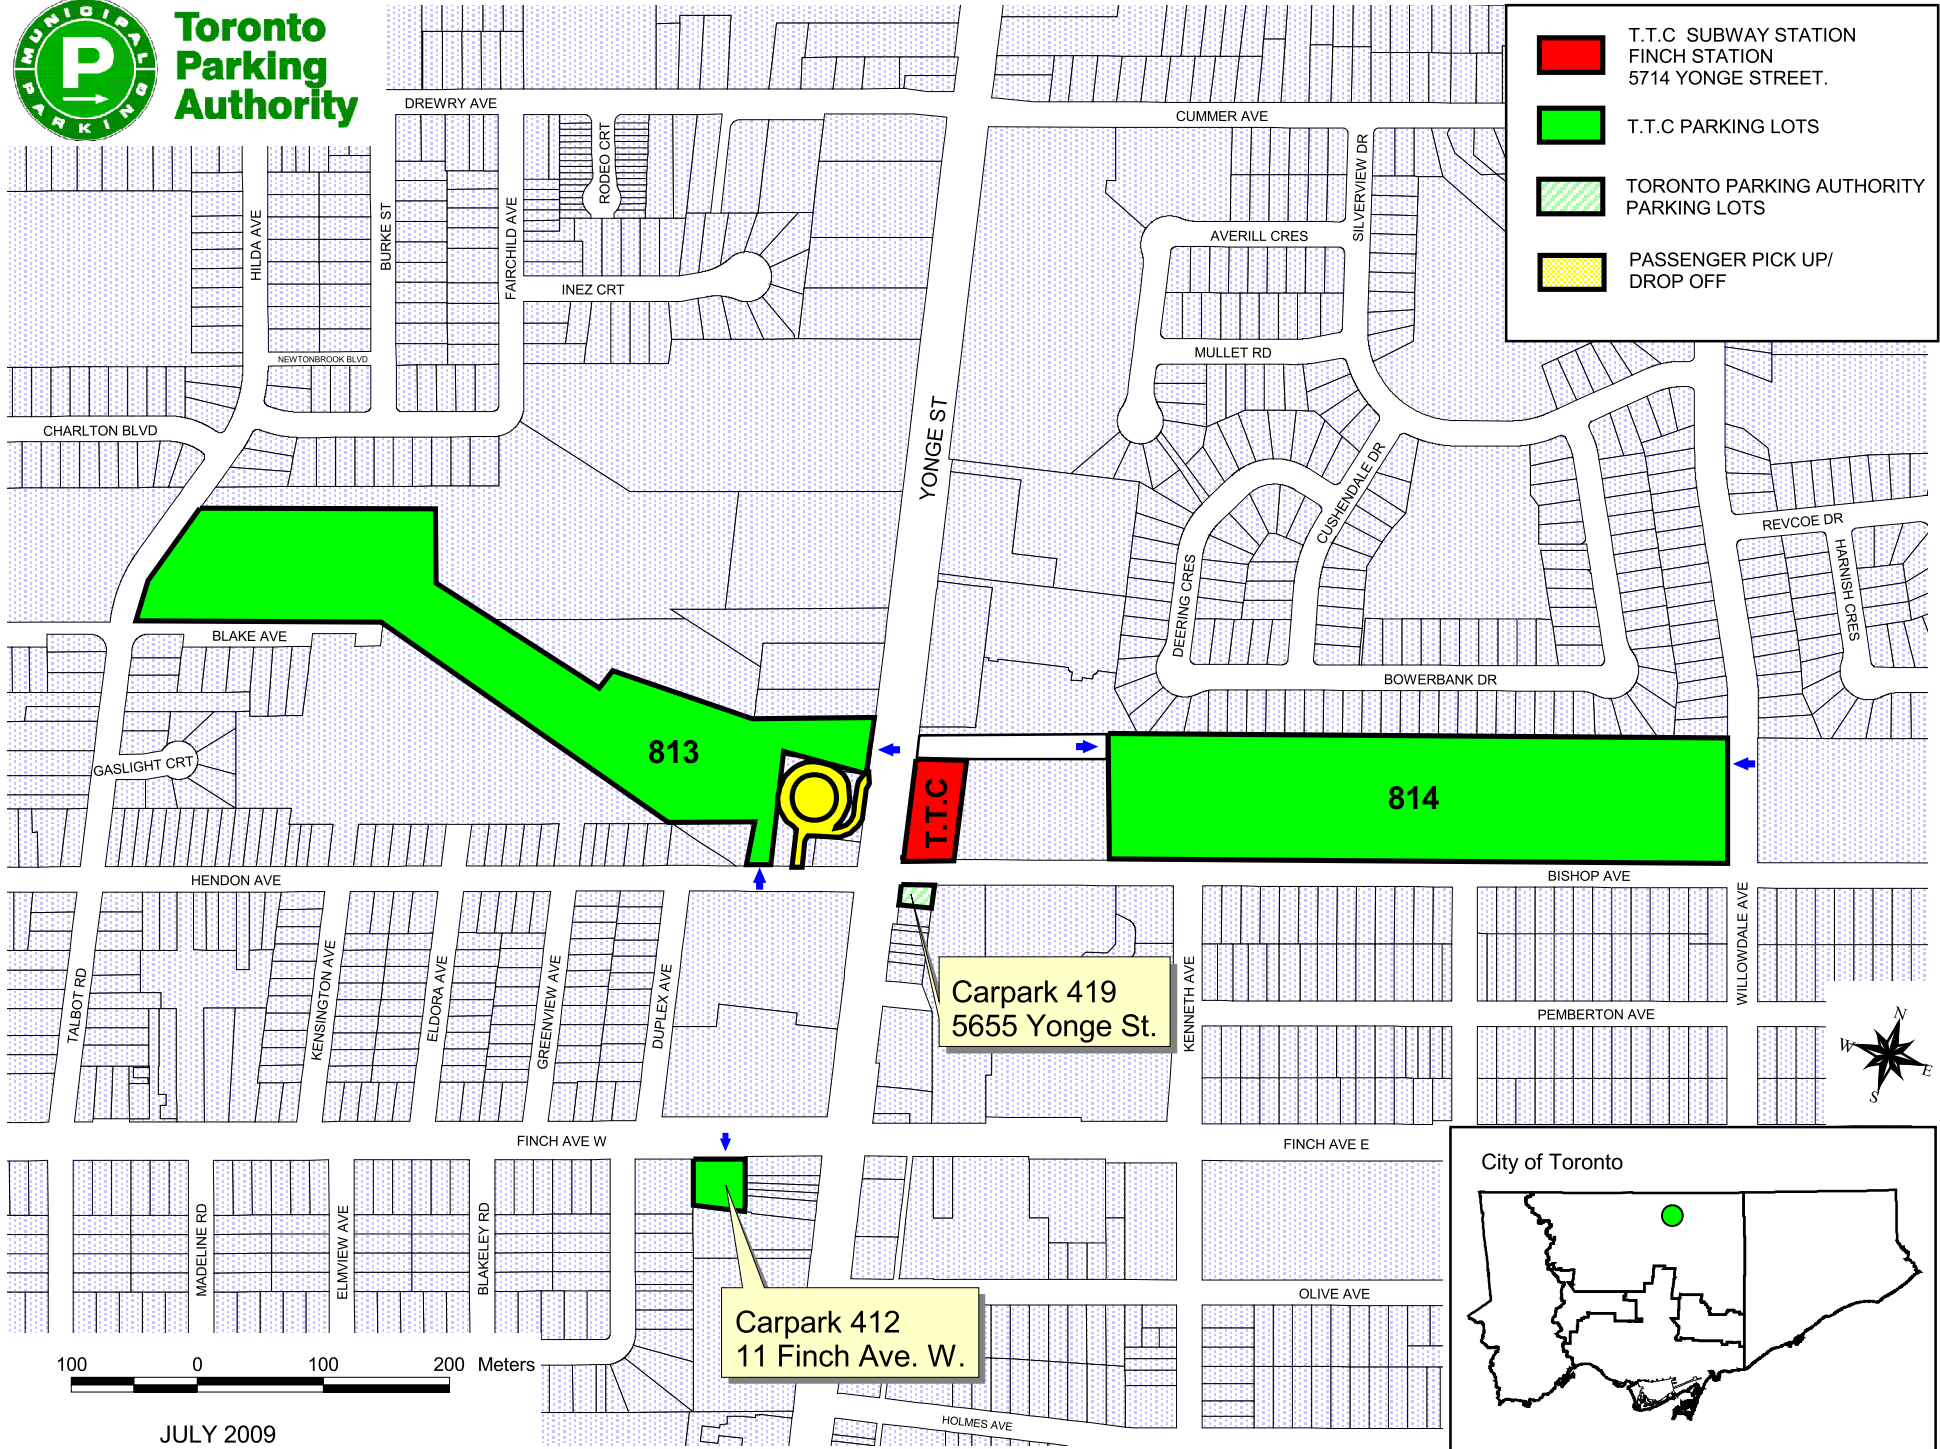 MUNICIPAL
PARKING
P
Toronto
Parking
Authority
T.T.C SUBWAY STATION
FINCH STATION
5714 YONGE STREET.
T.T.C PARKING LOTS
TORONTO PARKING AUTHORITY
PARKING LOTS
PASSENGER PICK UP/
DROP OFF
DREWRY AVE
CUMMER AVE
RODEO CRT
SILVERVIEW DR
HILDA AVE
BURKE ST
FAIRCHILD AVE
AVERILL CRES
INEZ CRT
NEWTONBROOK BLVD
MULLET RD
CHARLTON BLVD
YONGE ST
CUSHENDALE DR
REVCOE DR
HARNISH CRES
DEERING CRES
BLAKE AVE
BOWERBANK DR
813
GASLIGHT CRT
T.T.C
814
HENDON AVE
BISHOP AVE
WILLOWDALE AVE
TALBOT RD
KENSINGTON AVE
ELDORA AVE
GREENVIEW AVE
DUPLEX AVE
Carpark 419
5655 Yonge St.
KENNETH AVE
PEMBERTON AVE
N
W
E
S
FINCH AVE W
FINCH AVE E
City of Toronto
MADELINE RD
ELMVIEW AVE
BLAKELEY RD
OLIVE AVE
Carpark 412
11 Finch Ave. W.
100 0 100 200 Meters
HOLMES AVE
JULY 2009